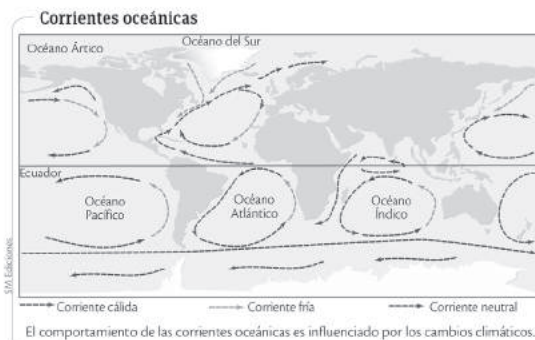 Corrientes oceánicas
Océano del Sur
Océano Ártico
Ecuador
Océano
Pacífico
Océano
Atlántico
Océano
Índico
SM Ediciones
Corriente cálida
Corriente fría
Corriente neutral
El comportamiento de las corrientes oceánicas es influenciado por los cambios climáticos.